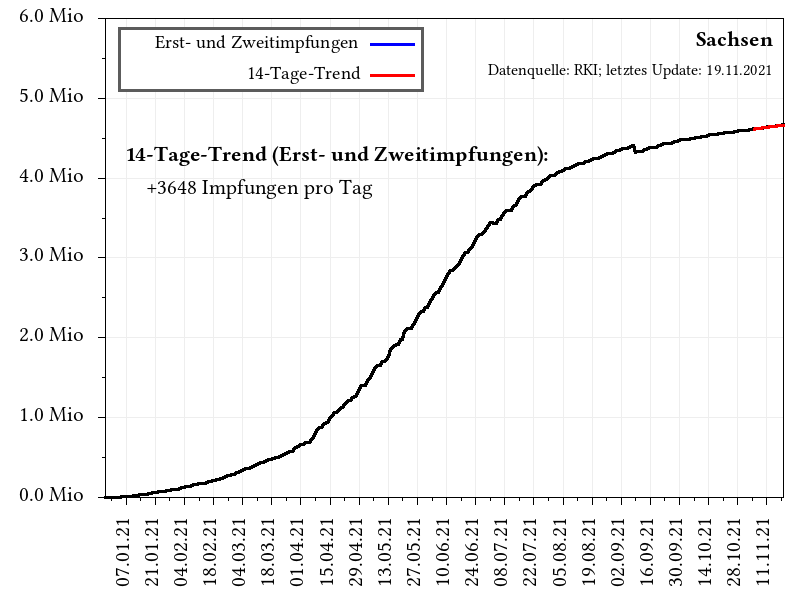 6.0 Mio
5.0 Mio
4.0 Mio
3.0 Mio
2.0 Mio
1.0 Mio
0.0 Mio
Erst- und Zweitimpfungen
14-Tage-Trend
Sachsen
Datenquelle: RKI; letztes Update: 19.11.2021
14-Tage-Trend (Erst- und Zweitimpfungen):
+3648 Impfungen pro Tag
07.01.21
21.01.21
04.02.21
18.02.21
04.03.21
18.03.21
01.04.21
15.04.21
29.04.21
13.05.21
27.05.21
10.06.21
24.06.21
08.07.21
22.07.21
05.08.21
19.08.21
02.09.21
16.09.21
30.09.21
14.10.21
28.10.21
11.11.21